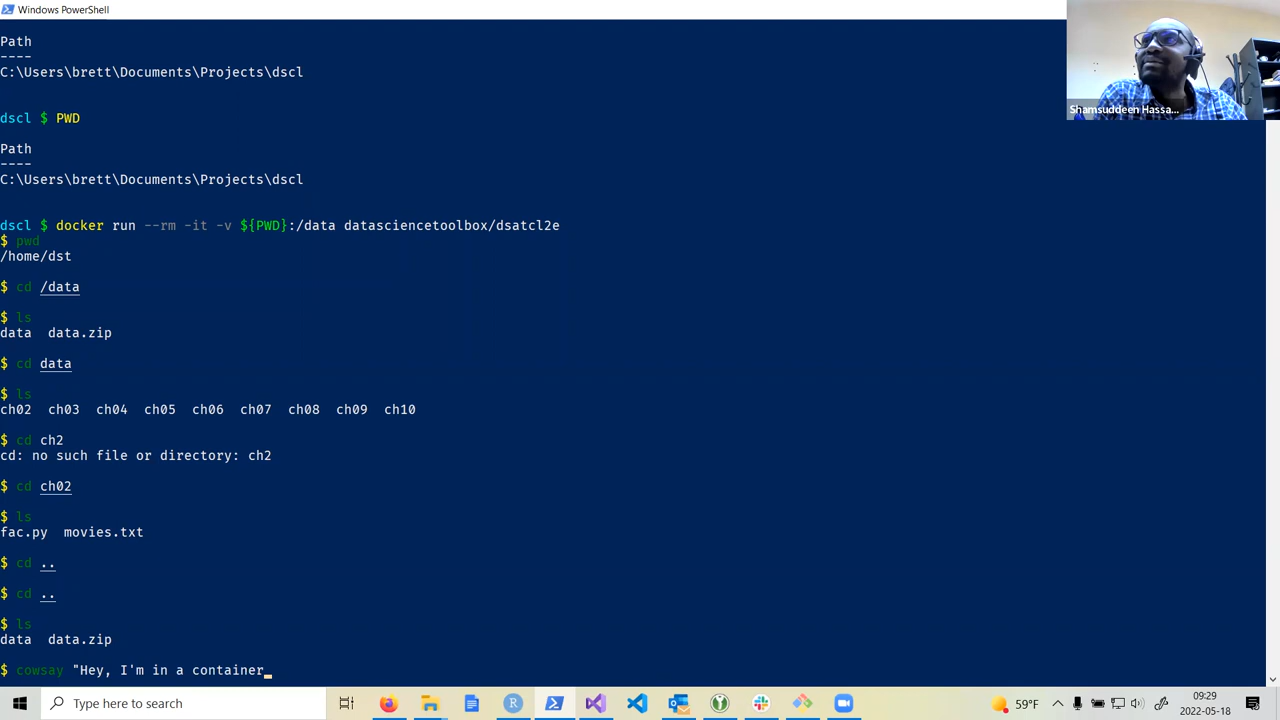 Windows PowerShell
Path
----
C:\Users\brett\Documents\Projects\dscl
dscl $ PWD
Path
----
C:\Users\brett\Documents\Projects\dscl
dscl $ docker run --rm -it -v ${PWD}:/data datasciencetoolbox/dsatcl2e
$ pwd
/home/dst
$ cd /data
$ ls
data  data.zip
$ cd data
$ ls
ch02  ch03  ch04  ch05  ch06  ch07  ch08  ch09  ch10
$ cd ch2
cd: no such file or directory: ch2
$ cd ch02
$ ls
fac.py  movies.txt
$ cd ..
$ cd ..
$ ls
data  data.zip
$ cowsay "Hey, I'm in a container_
Shamsuddeen Hassa...
Type here to search
59°F
09:29
2022-05-18